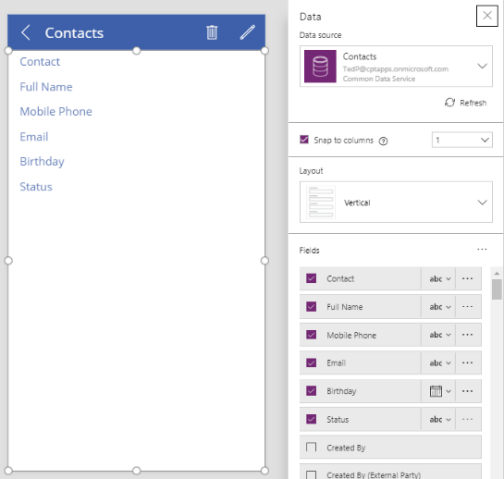 Contacts
Contact
Full Name
Mobile Phone
Email
Birthday
Status
Data
Data source
Contacts
TedP@cptapps.onmicrosoft.com
Common Data Service
Refresh
Snap to columns
1
Layout
Vertical
Fields
Contact abc
Full Name abc
Mobile Phone abc
Email abc
Birthday
Status abc
Created By
Created By (External Party)